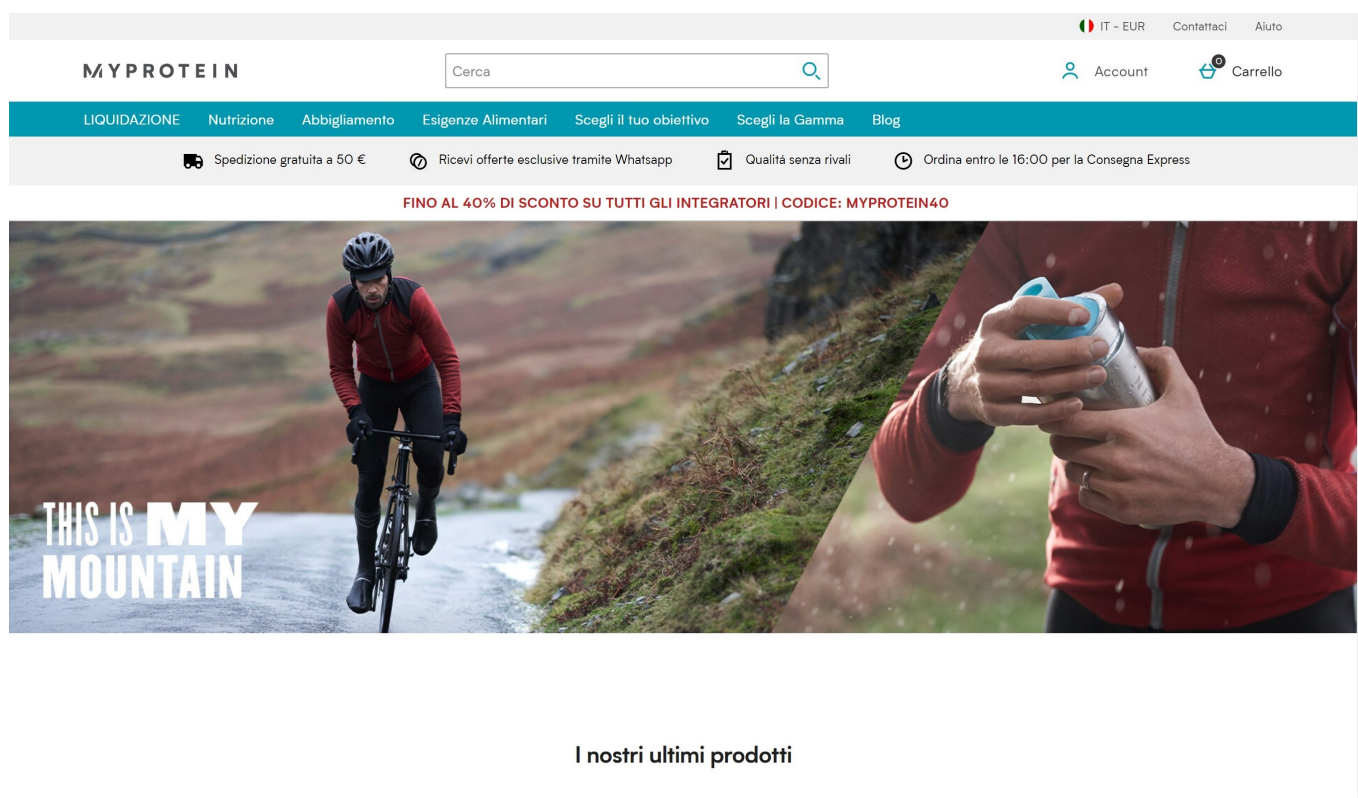 IT - EUR Contattaci Aiuto
MYPROTEIN Cerca Account 0 Carrello
LIQUIDAZIONE Nutrizione Abbigliamento Esigenze Alimentari Scegli il tuo obiettivo Scegli la Gamma Blog
Spedizione gratuita a 50 € Ricevi offerte esclusive tramite Whatsapp Qualitá senza rivali Ordina entro le 16:00 per la Consegna Express
FINO AL 40% DI SCONTO SU TUTTI GLI INTEGRATORI | CODICE: MYPROTEIN40
THIS IS MY
MOUNTAIN
I nostri ultimi prodotti